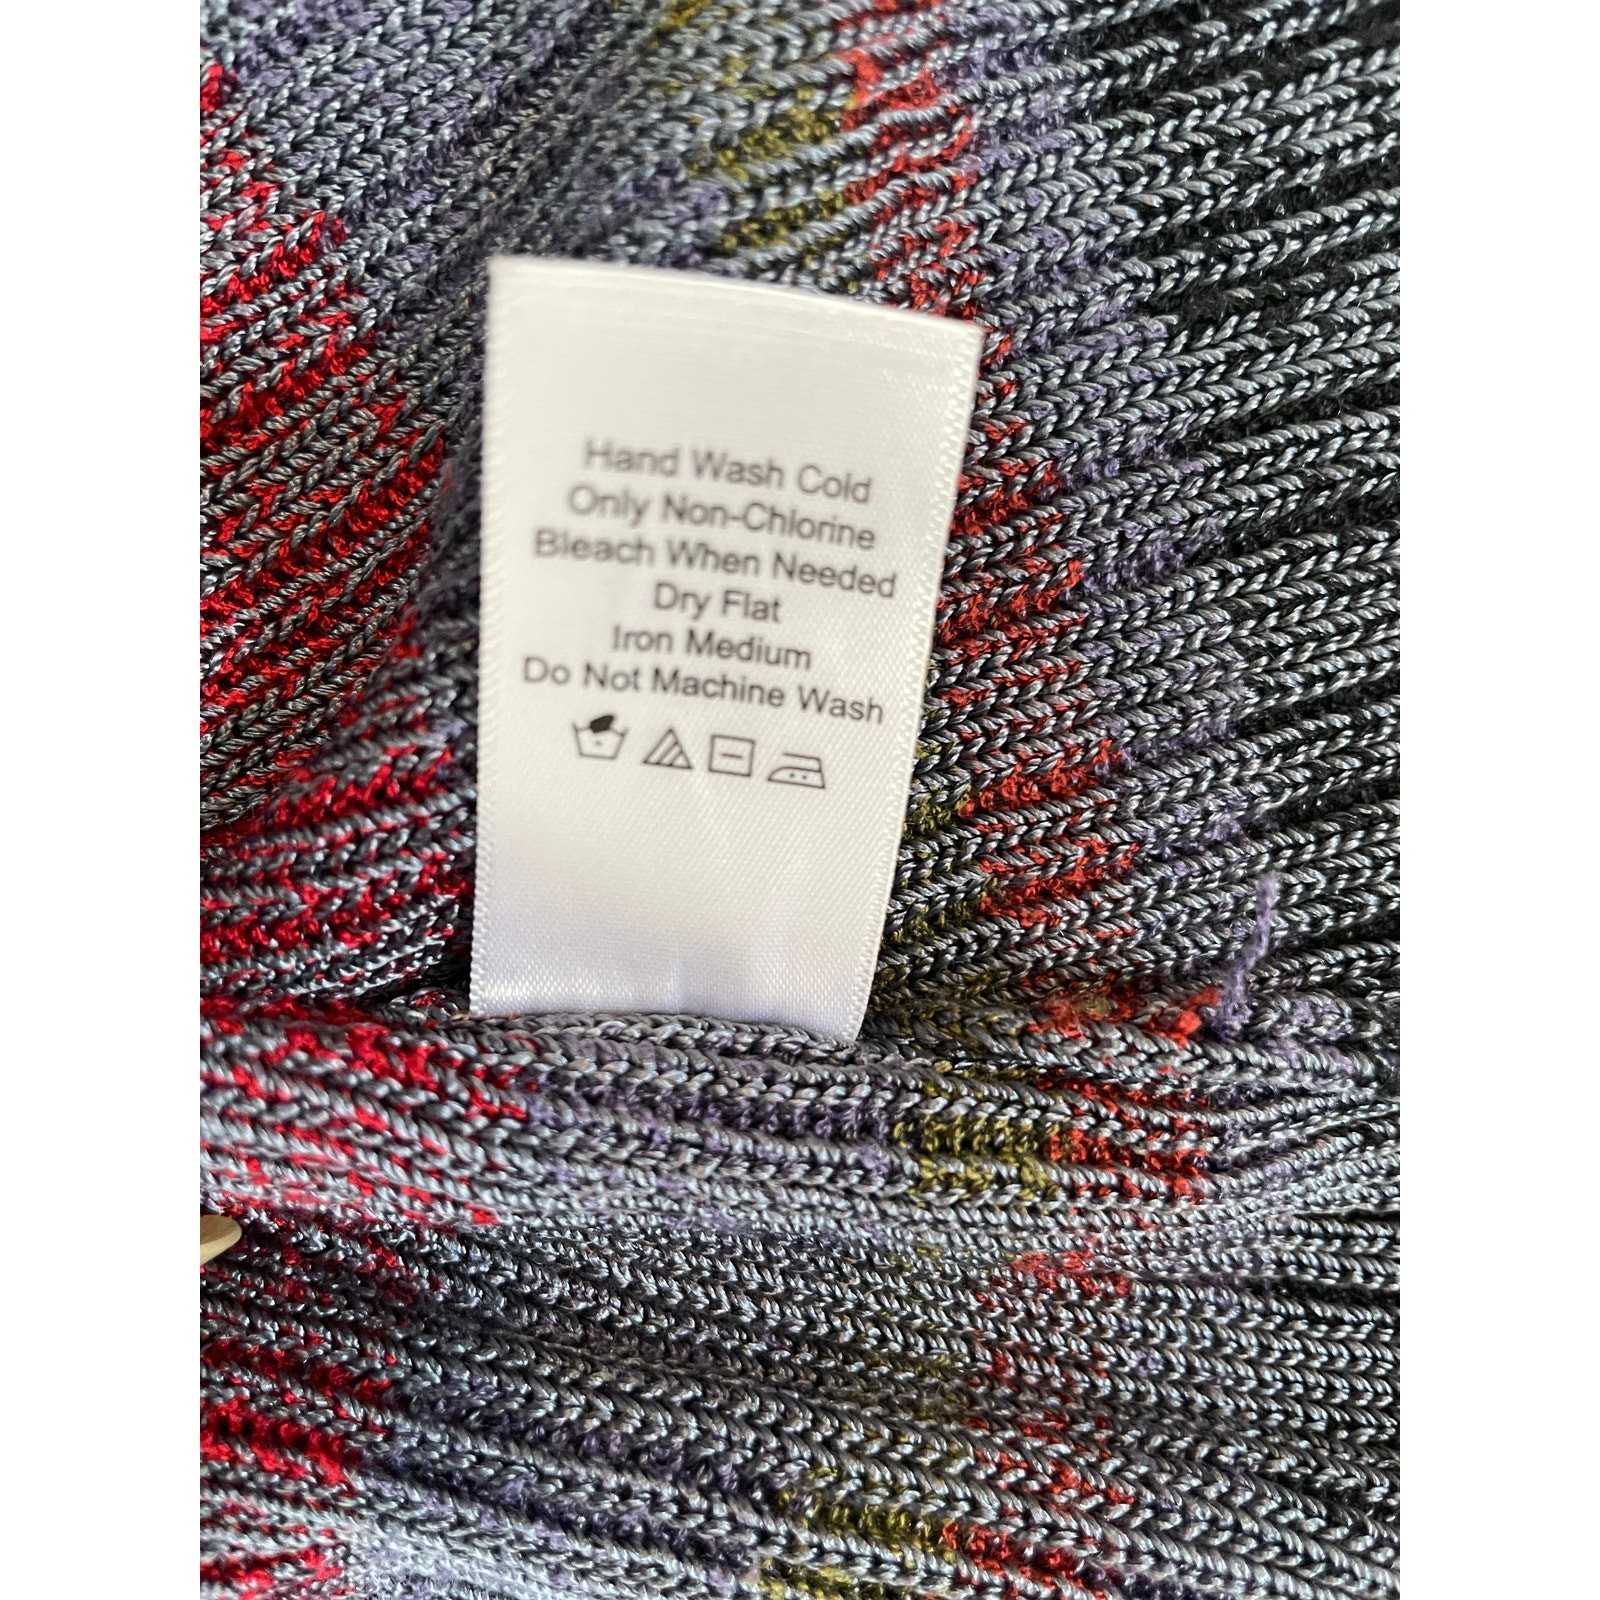 Hand Wash Cold
Only Non-Chlorine
Bleach When Needed
Dry Flat
Iron Medium
Do Not Machine Wash